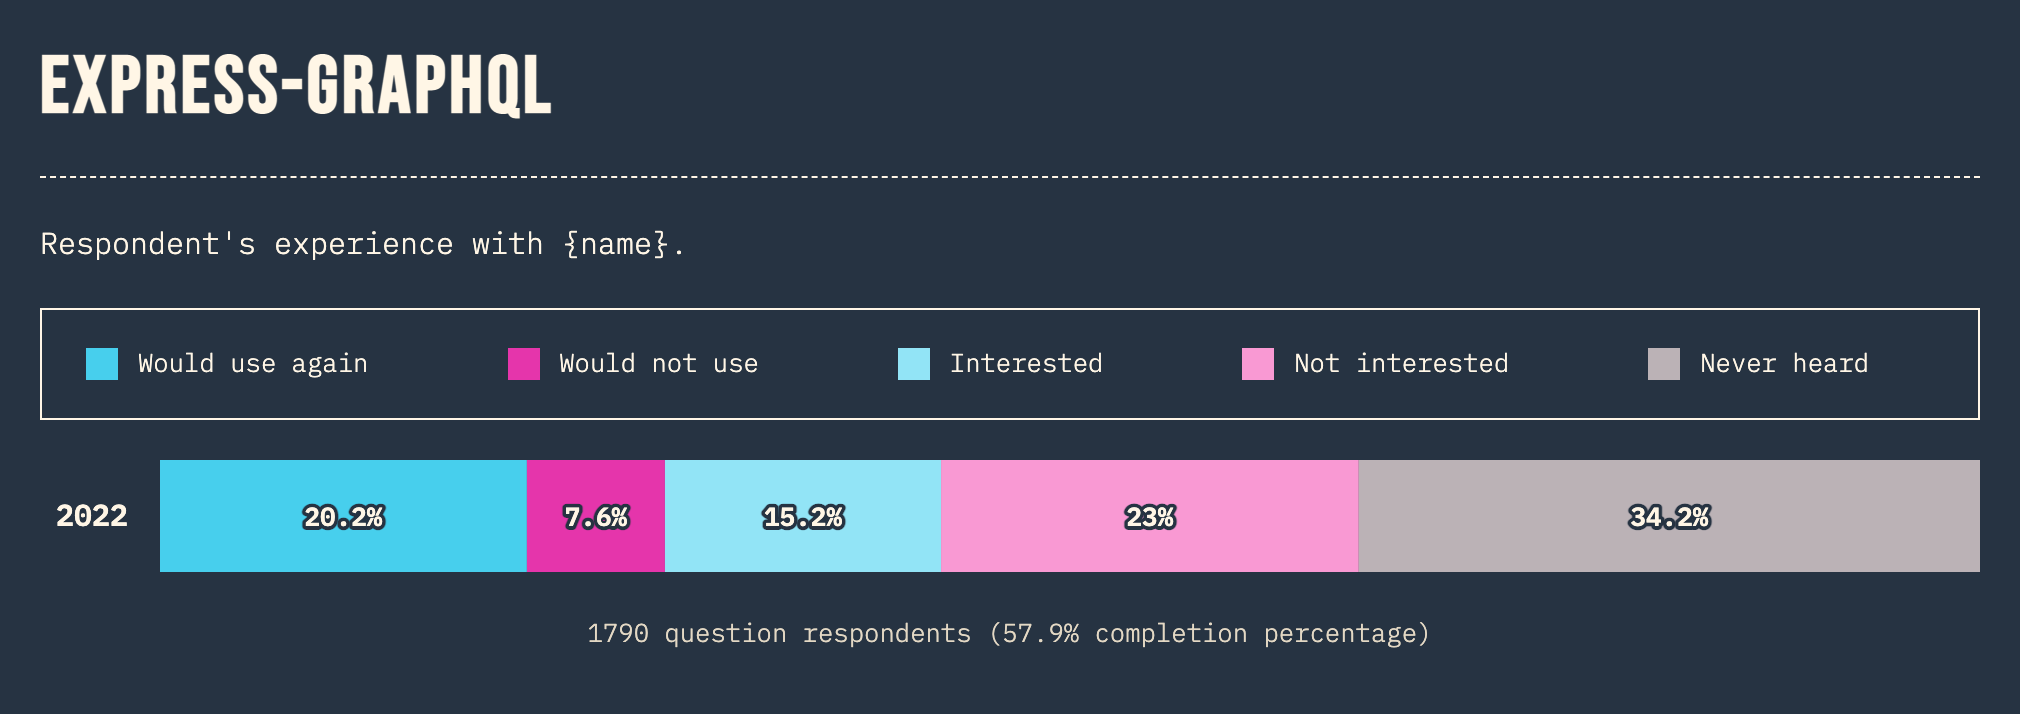 EXPRESS-GRAPHQL
Respondent's experience with {name}.
Would use again Would not use Interested Not interested Never heard
2022 20.2% 7.6% 15.2% 23% 34.2%
1790 question respondents (57.9% completion percentage)